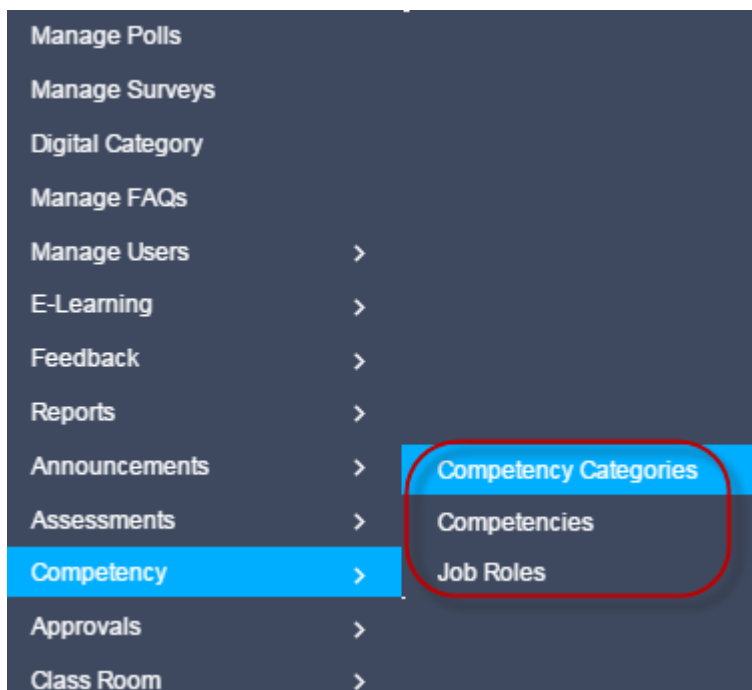 Manage Polls
Manage Surveys
Digital Category
Manage FAQs
Manage Users
E-Learning
Feedback
Reports
Announcements
Assessments
Competency
Approvals
Class Room
Competency Categories
Competencies
Job Roles